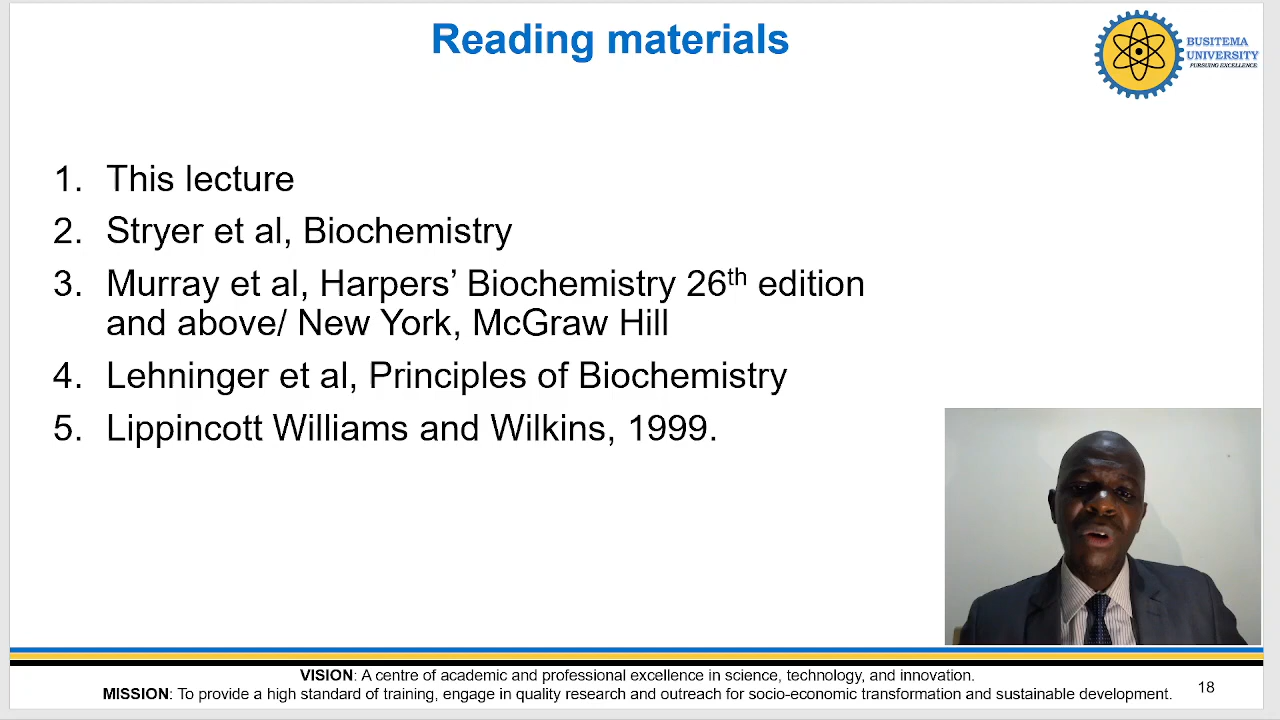 Reading materials
BUSITEMA
UNIVERSITY
PURSUING EXCELLENCE
1. This lecture
2. Stryer et al, Biochemistry
3. Murray et al, Harpers’ Biochemistry 26th edition
and above/ New York, McGraw Hill
4. Lehninger et al, Principles of Biochemistry
5. Lippincott Williams and Wilkins, 1999.
VISION: A centre of academic and professional excellence in science, technology, and innovation.
MISSION: To provide a high standard of training, engage in quality research and outreach for socio-economic transformation and sustainable development.
18